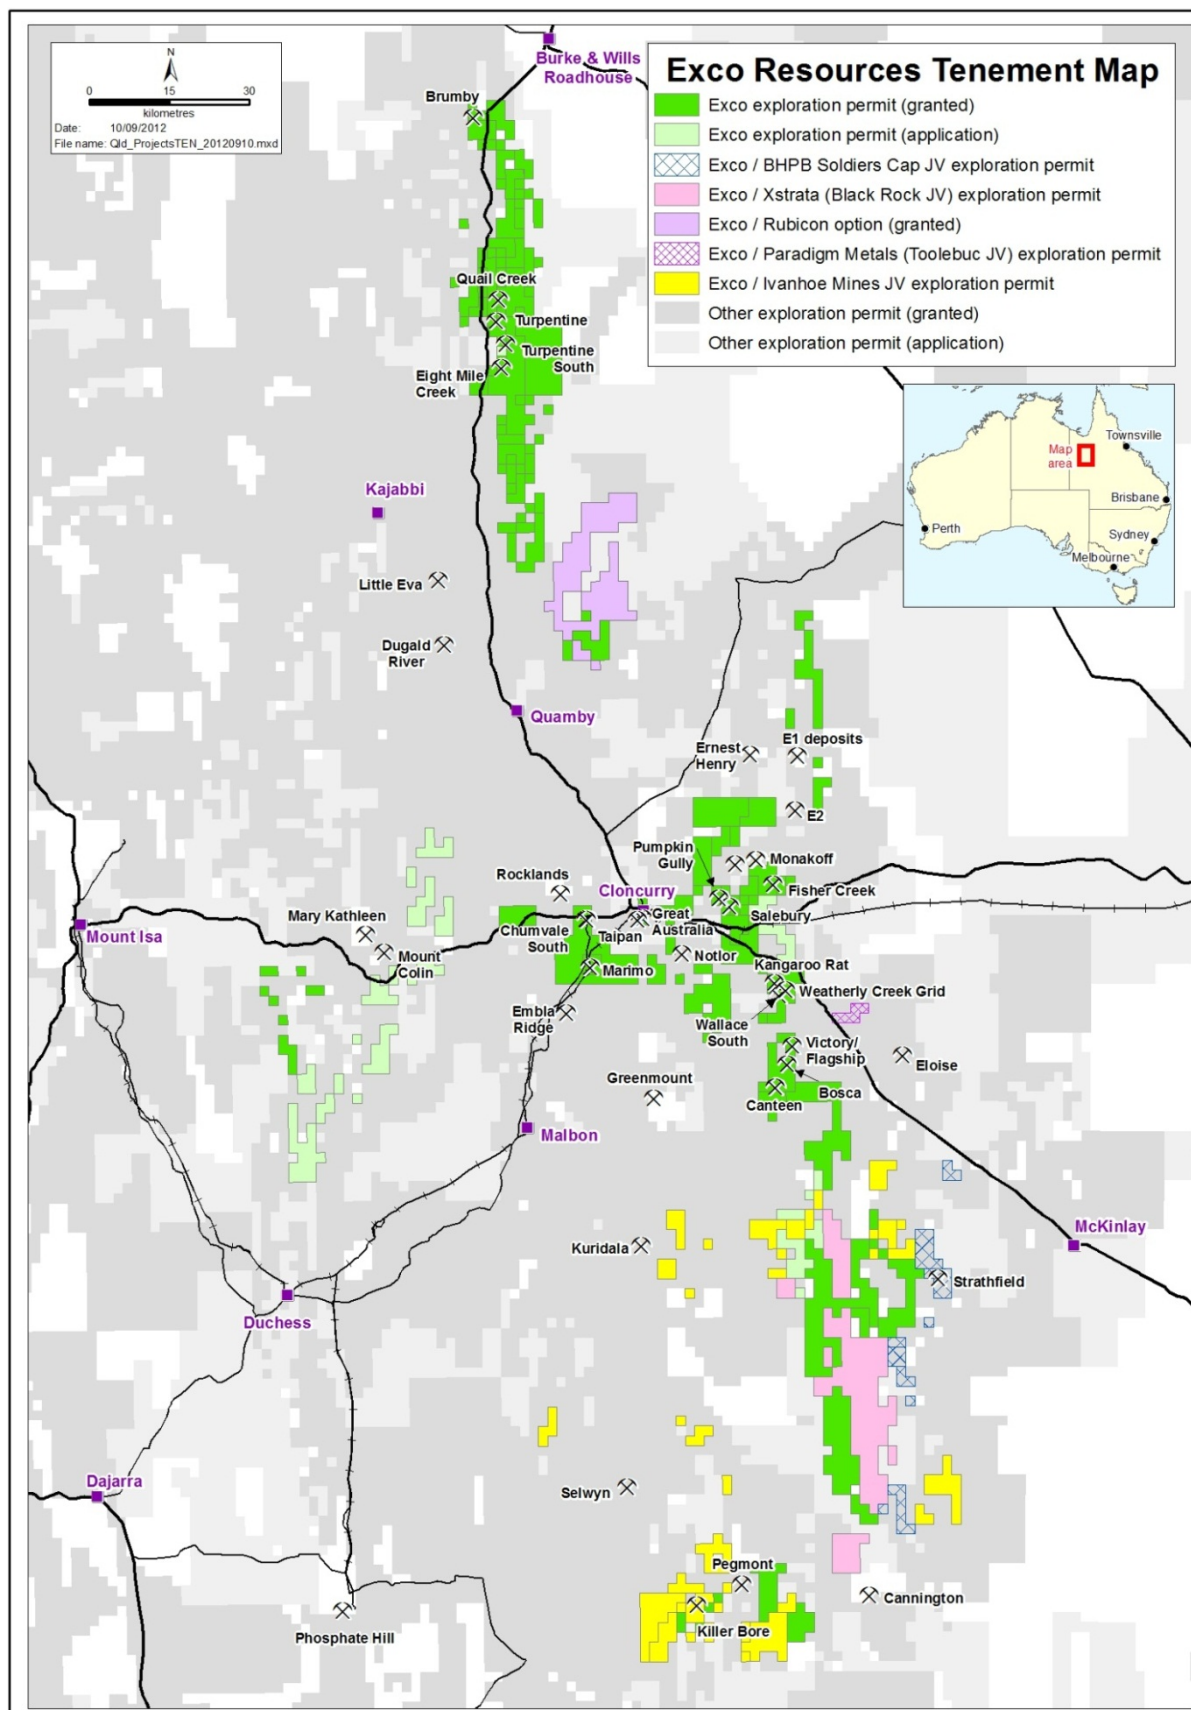 N
0 15 30
kilometres
Date: 10/09/2012
File name: Qld_ProjectsTEN_20120910.mxd
Burke & Wills
Roadhouse
Exco Resources Tenement Map
Exco exploration permit (granted)
Exco exploration permit (application)
Exco / BHPB Soldiers Cap JV exploration permit
Exco / Xstrata (Black Rock JV) exploration permit
Exco / Rubicon option (granted)
Exco / Paradigm Metals (Toolebuc JV) exploration permit
Exco / Ivanhoe Mines JV exploration permit
Other exploration permit (granted)
Other exploration permit (application)
Map
area
Townsville
Brisbane
Perth
Sydney
Melbourne
Brumby
Quail Creek
Turpentine
Turpentine
South
Eight Mile
Creek
Kajabbi
Little Eva
Dugald
River
Quamby
Ernest
Henry
E1 deposits
E2
Pumpkin
Gully
Monakoff
Rocklands
Cloncurry
Fisher Creek
Mary Kathleen
Mount Isa
Chumvale
South
Taipan
Great
Australia
Salebury
Mount
Colin
Marimo
Notlor
Kangaroo Rat
Weatherly Creek Grid
Embla
Ridge
Wallace
South
Victory/
Flagship
Eloise
Greenmount
Canteen
Bosca
Malbon
McKinlay
Kuridala
Strathfield
Duchess
Dajarra
Selwyn
Pegmont
Cannington
Killer Bore
Phosphate Hill